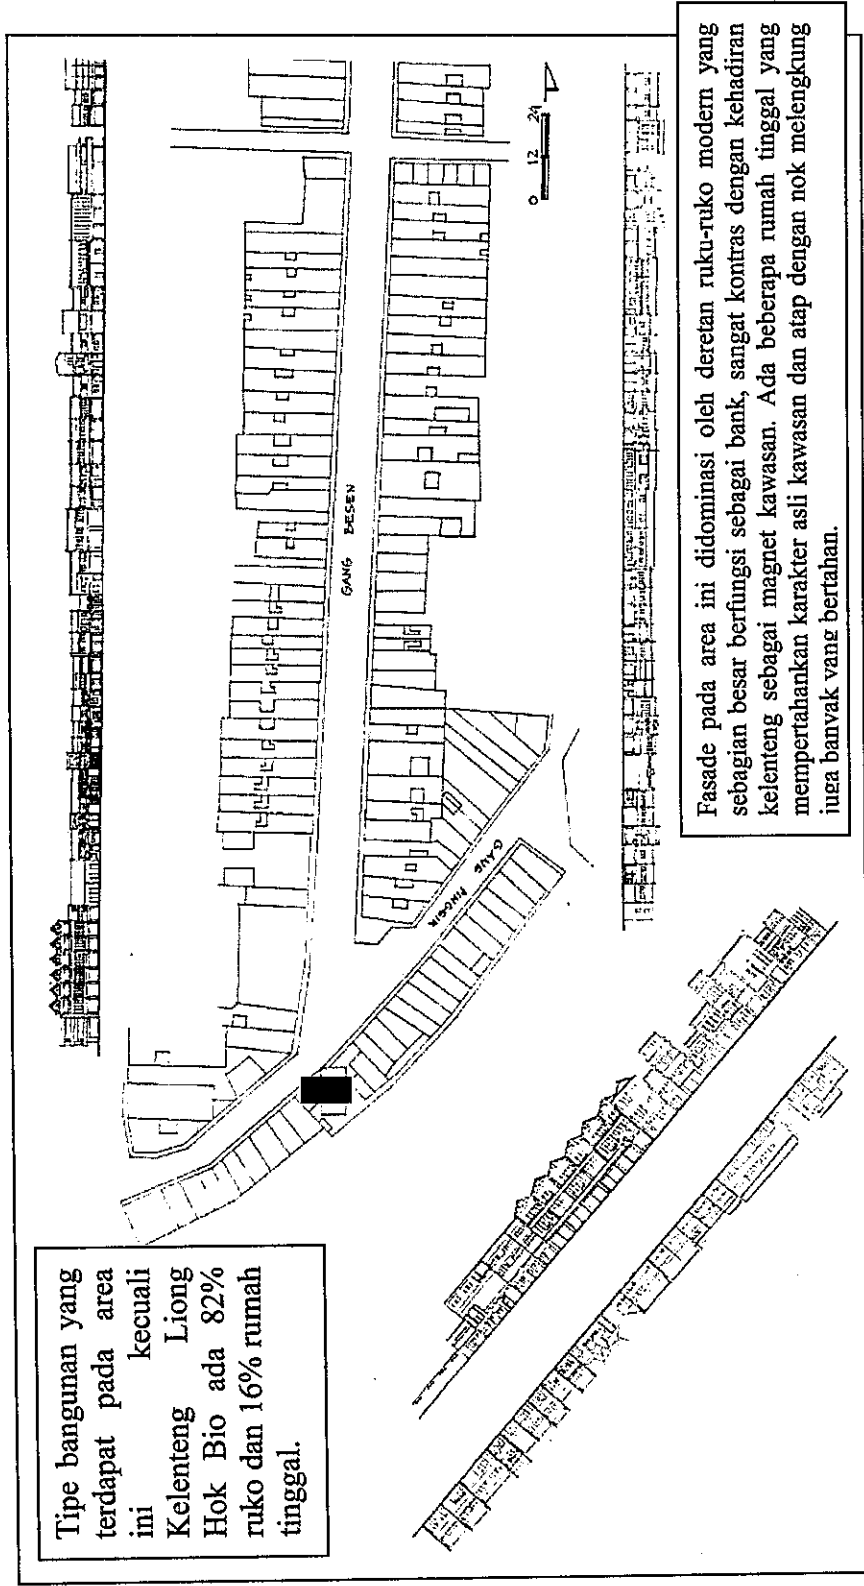 Tipe bangunan yang
terdapat pada area
ini kecuali
Kelenteng Liong
Hok Bio ada 82%
ruko dan 16% rumah
tinggal.
GANG BESEN
GANG PINGGIR
0 12 24
Fasade pada area ini didominasi oleh deretan ruku-ruko modern yang
sebagian besar berfungsi sebagai bank, sangat kontras dengan kehadiran
kelenteng sebagai magnet kawasan. Ada beberapa rumah tinggal yang
mempertahankan karakter asli kawasan dan atap dengan nok melengkung
juga banyak yang bertahan.